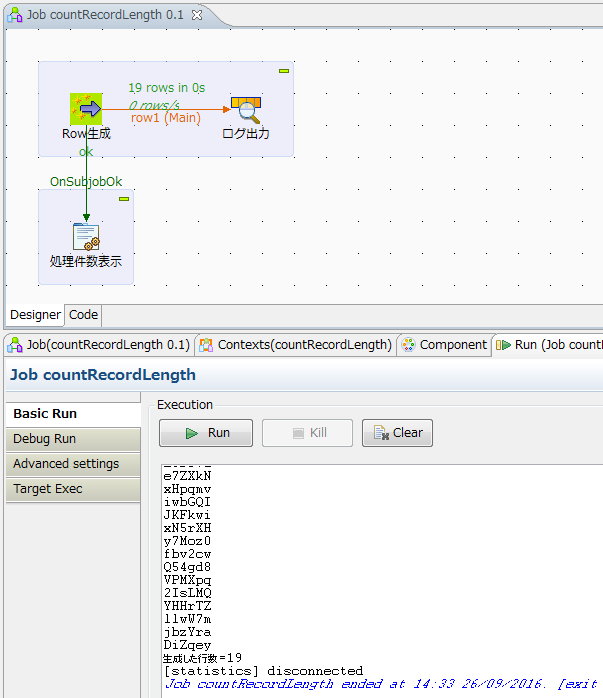 Job countRecordLength 0.1
19 rows in 0s
0 rows/s
row1 (Main)
Row生成
ログ出力
ok
OnSubjobOk
処理件数表示
Designer
Code
Job(countRecordLength 0.1)
Contexts(countRecordLength)
Component
Run (Job count
Job countRecordLength
Basic Run
Debug Run
Advanced settings
Target Exec
Execution
Run
Kill
Clear
e7ZXkN
xHpqmv
iwbGQI
JKFkwi
xN5rXH
y7Moz0
fbv2cw
Q54gd8
VPMXpq
2IsLMQ
YHHrTZ
llwW7m
jbzYra
DiZqey
生成した行数=19
[statistics] disconnected
Job countRecordLength ended at 14:33 26/09/2016. [exit